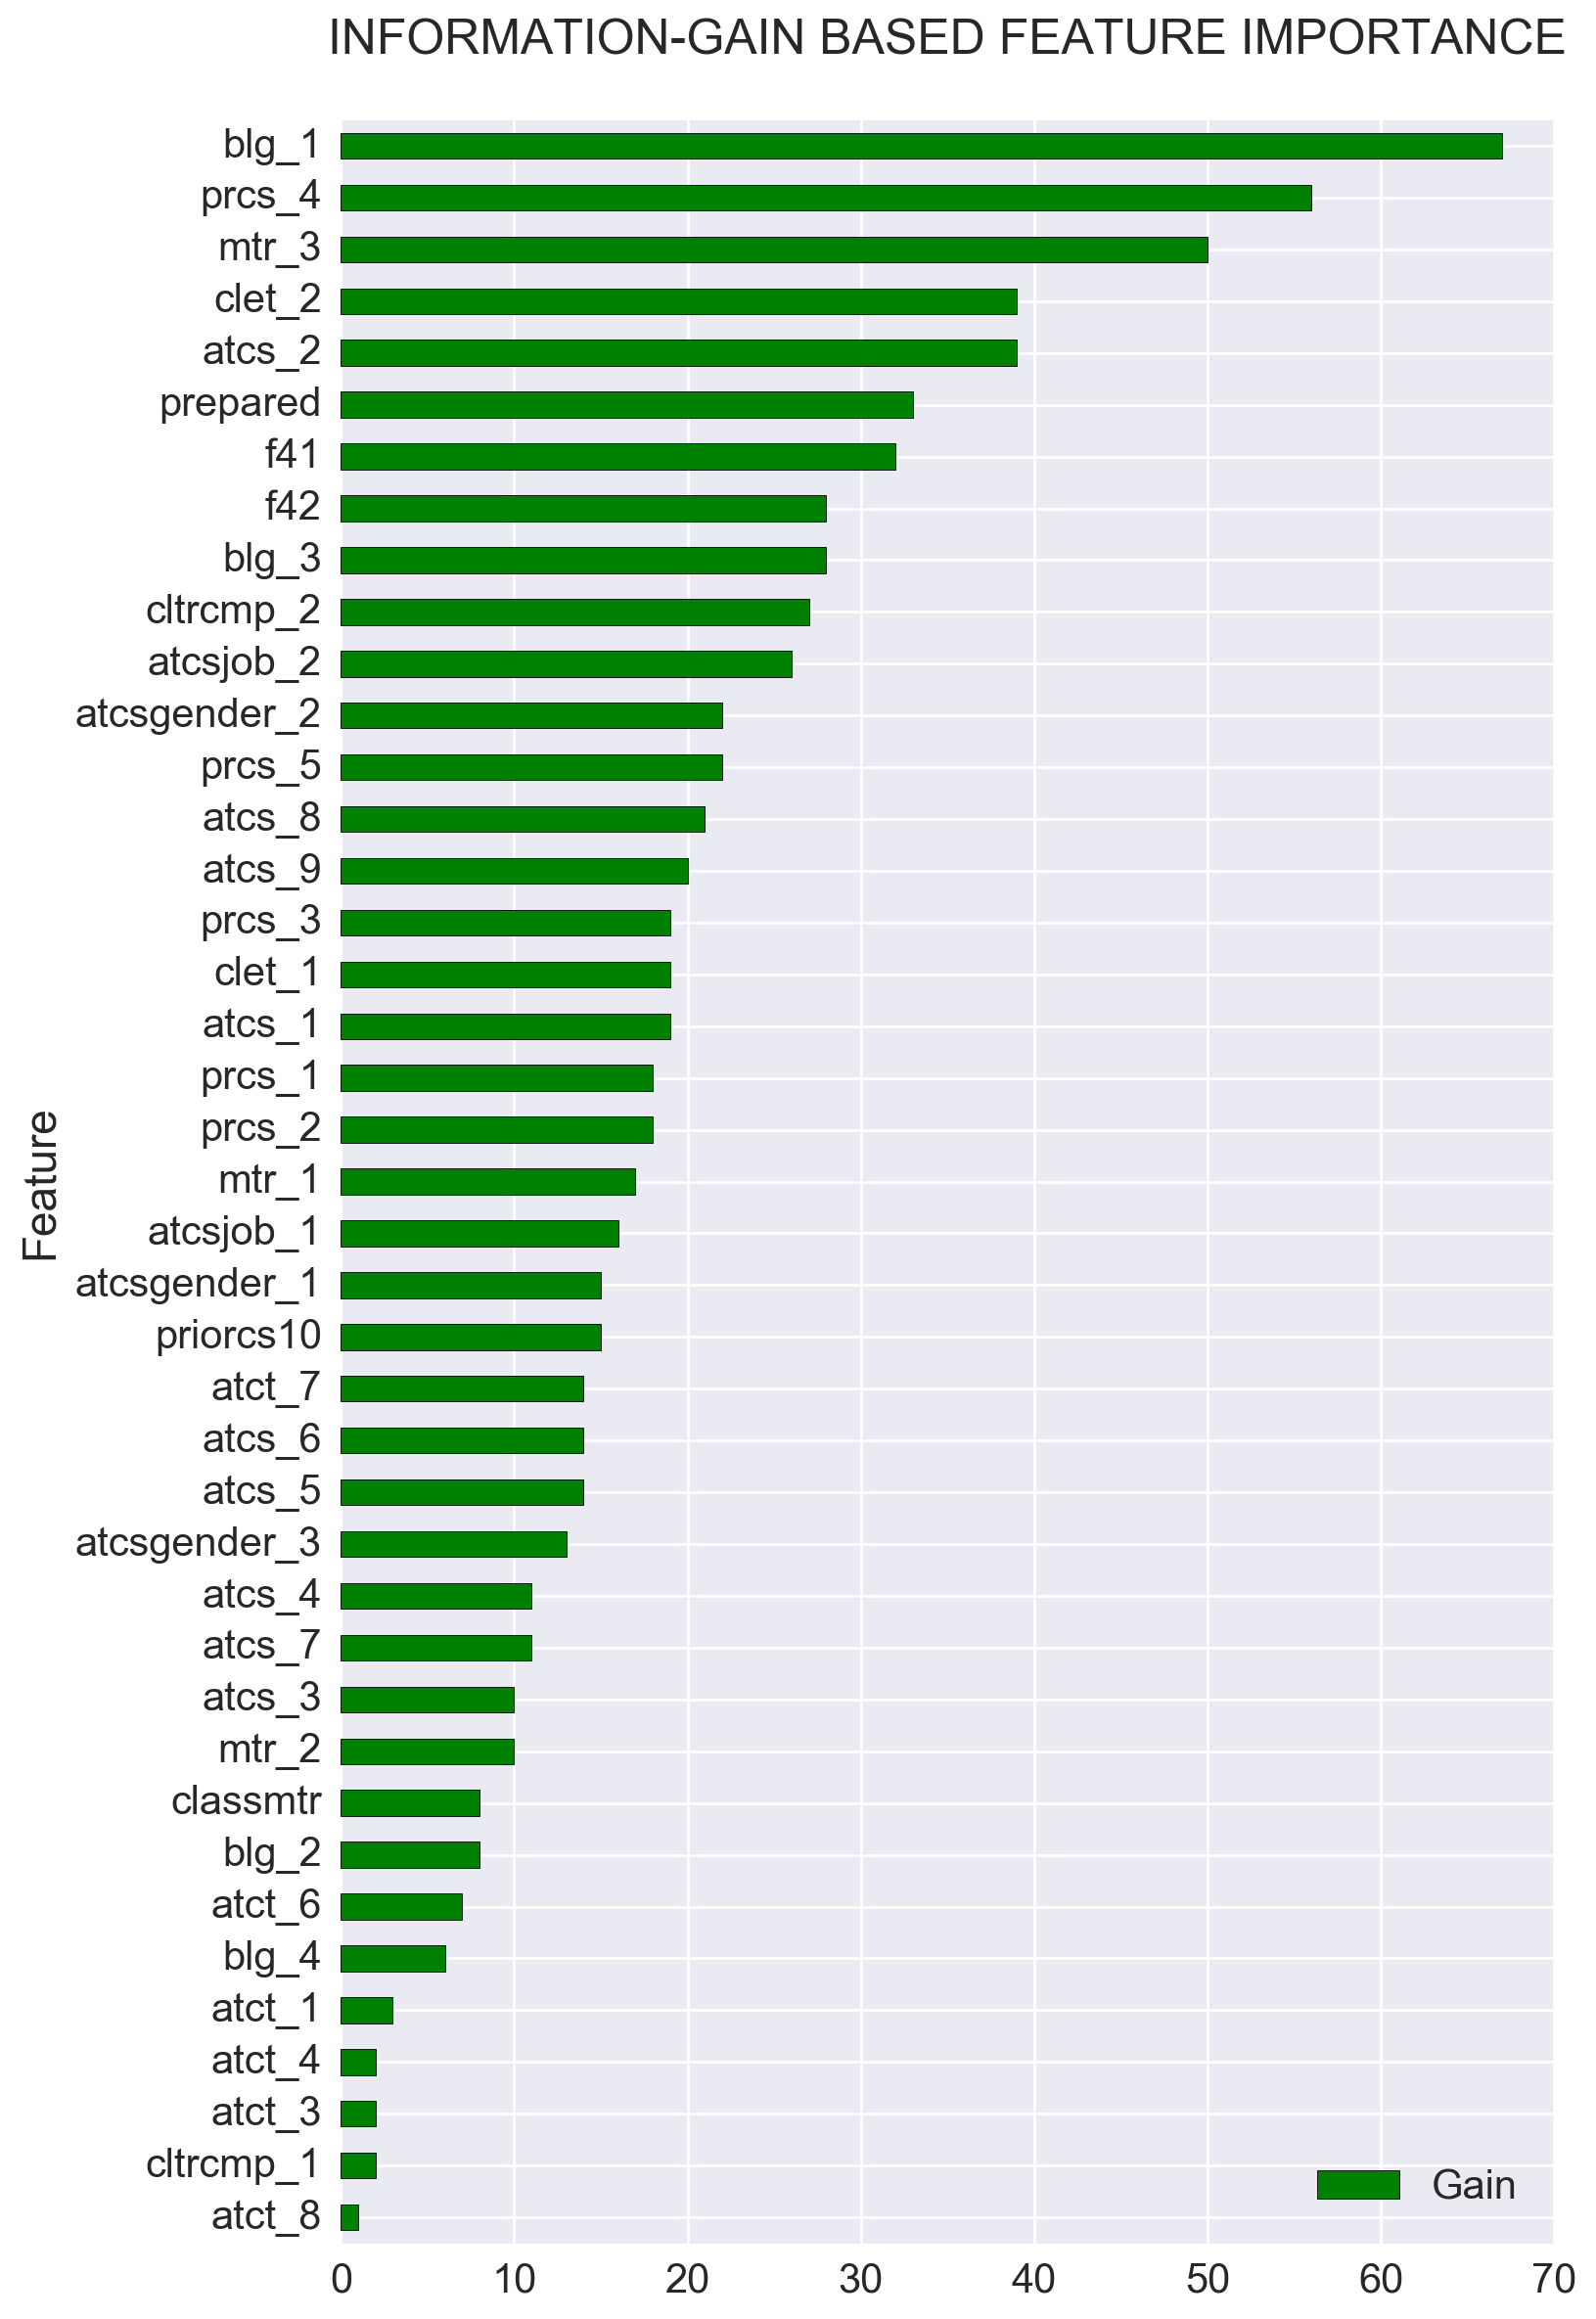 INFORMATION-GAIN BASED FEATURE IMPORTANCE
blg_1
prcs_4
mtr_3
clet_2
atcs_2
prepared
f41
f42
blg_3
cltrcmp_2
atcsjob_2
atcsgender_2
prcs_5
atcs_8
atcs_9
prcs_3
clet_1
atcs_1
prcs_1
prcs_2
mtr_1
atcsjob_1
atcsgender_1
priorcs10
atct_7
atcs_6
atcs_5
atcsgender_3
atcs_4
atcs_7
atcs_3
mtr_2
classmtr
blg_2
atct_6
blg_4
atct_1
atct_4
atct_3
cltrcmp_1
atct_8
Feature
Gain
0 10 20 30 40 50 60 70